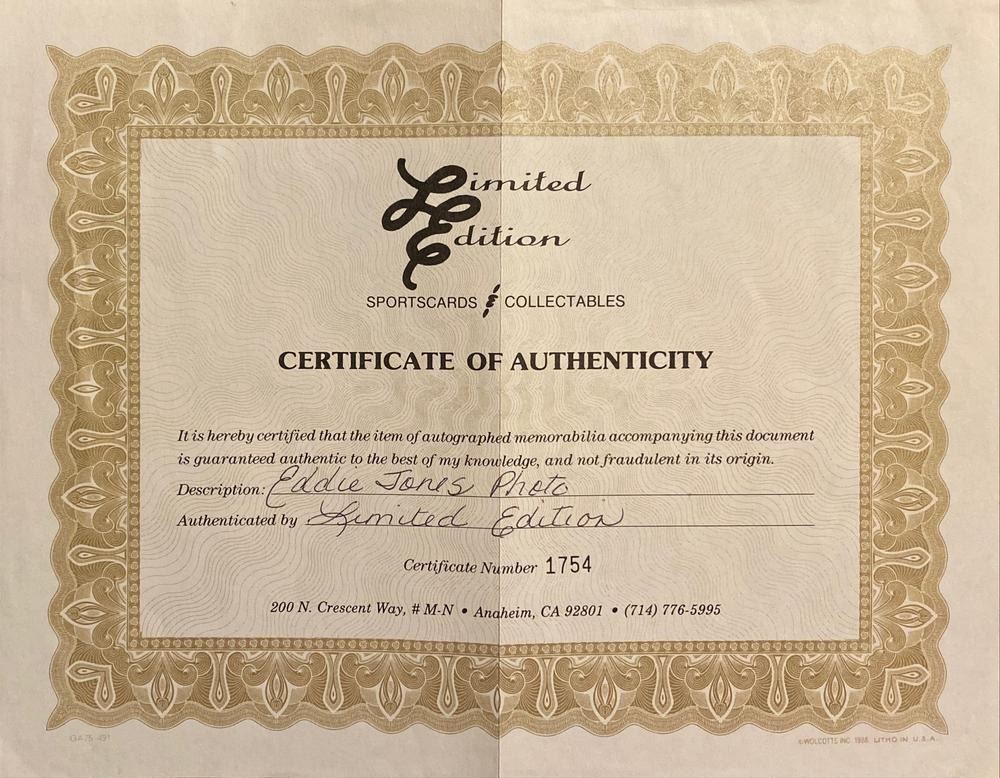 Limited
Edition
SPORTSCARDS & COLLECTABLES
CERTIFICATE OF AUTHENTICITY
It is hereby certified that the item of autographed memorabilia accompanying this document
is guaranteed authentic to the best of my knowledge, and not fraudulent in its origin.
Description: Eddie Jones Photo
Authenticated by Limited Edition
Certificate Number 1754
200 N. Crescent Way, # M-N • Anaheim, CA 92801 • (714) 776-5995
©WOLCOTTS INC. 1988 LITHO IN U.S.A.